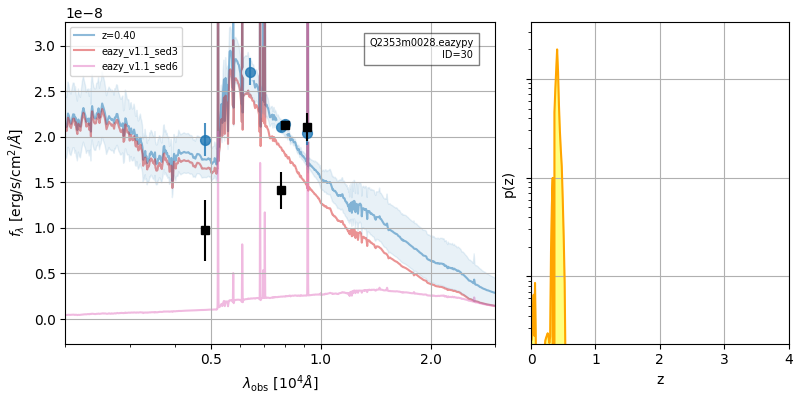 1e−8
z=0.40
eazy_v1.1_sed3
eazy_v1.1_sed6
Q2353m0028.eazypy
ID=30
3.0
2.5
2.0
1.5
1.0
0.5
0.0
f_λ [erg/s/cm²/Å]
0.5
1.0
2.0
λ_obs [10⁴Å]
p(z)
0
1
2
3
4
z